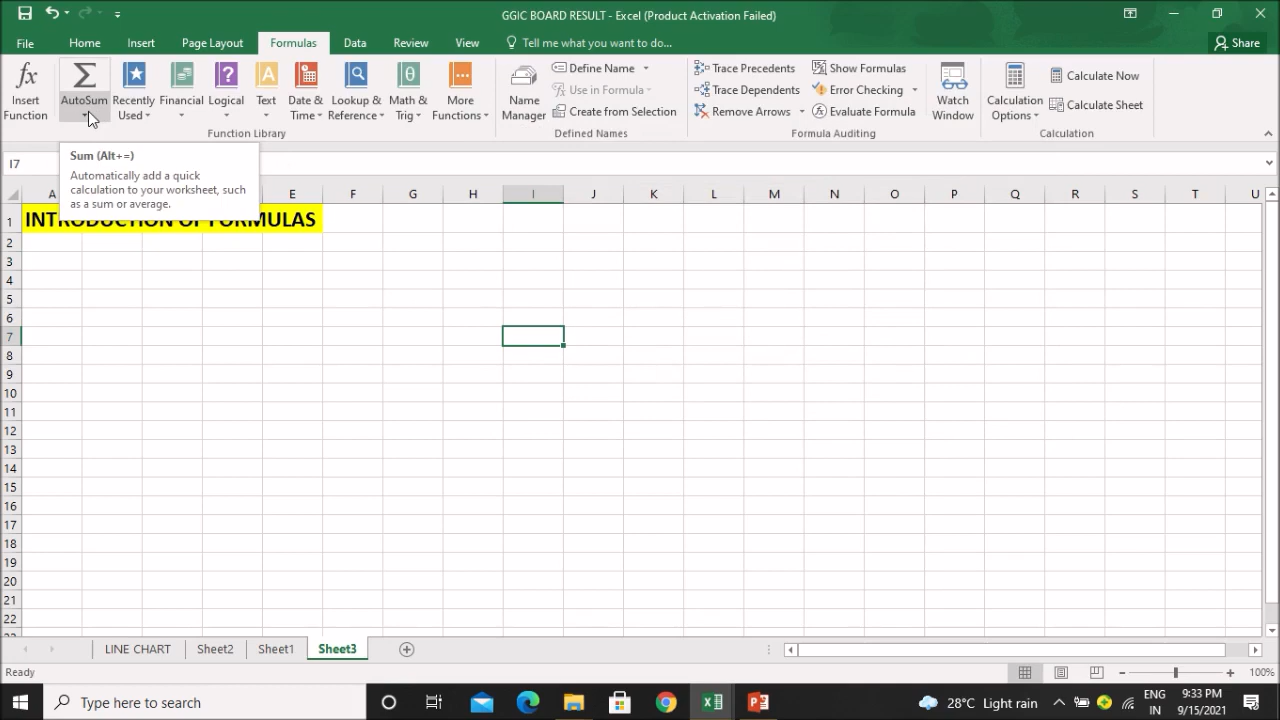 GGIC BOARD RESULT - Excel (Product Activation Failed)
File Home Insert Page Layout Formulas Data Review View Tell me what you want to do... Share
Insert Function
AutoSum
Recently Used
Financial
Logical
Text
Date & Time
Lookup & Reference
Math & Trig
More Functions
Function Library
Name Manager
Define Name
Use in Formula
Create from Selection
Defined Names
Trace Precedents
Trace Dependents
Remove Arrows
Show Formulas
Error Checking
Evaluate Formula
Formula Auditing
Watch Window
Calculation Options
Calculate Now
Calculate Sheet
Calculation
I7
Sum (Alt+=)
Automatically add a quick
calculation to your worksheet, such
as a sum or average.
A E F G H I J K L M N O P Q R S T U
1 INTRODUCTION OF FORMULAS
2
3
4
5
6
7
8
9
10
11
12
13
14
15
16
17
18
19
20
21
22
LINE CHART Sheet2 Sheet1 Sheet3
Ready 100%
Type here to search
28°C Light rain
ENG
IN
9:33 PM
9/15/2021